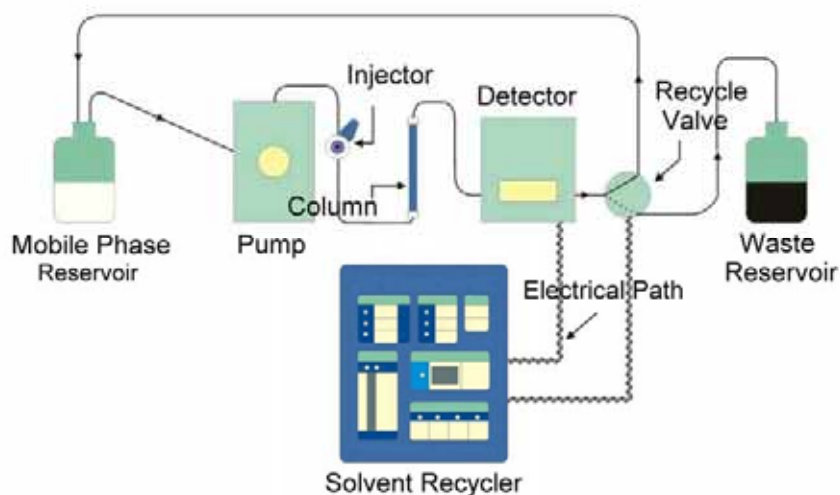 Injector
Detector
Recycle
Valve
Column
Mobile Phase
Reservoir
Pump
Waste
Reservoir
Electrical Path
Solvent Recycler